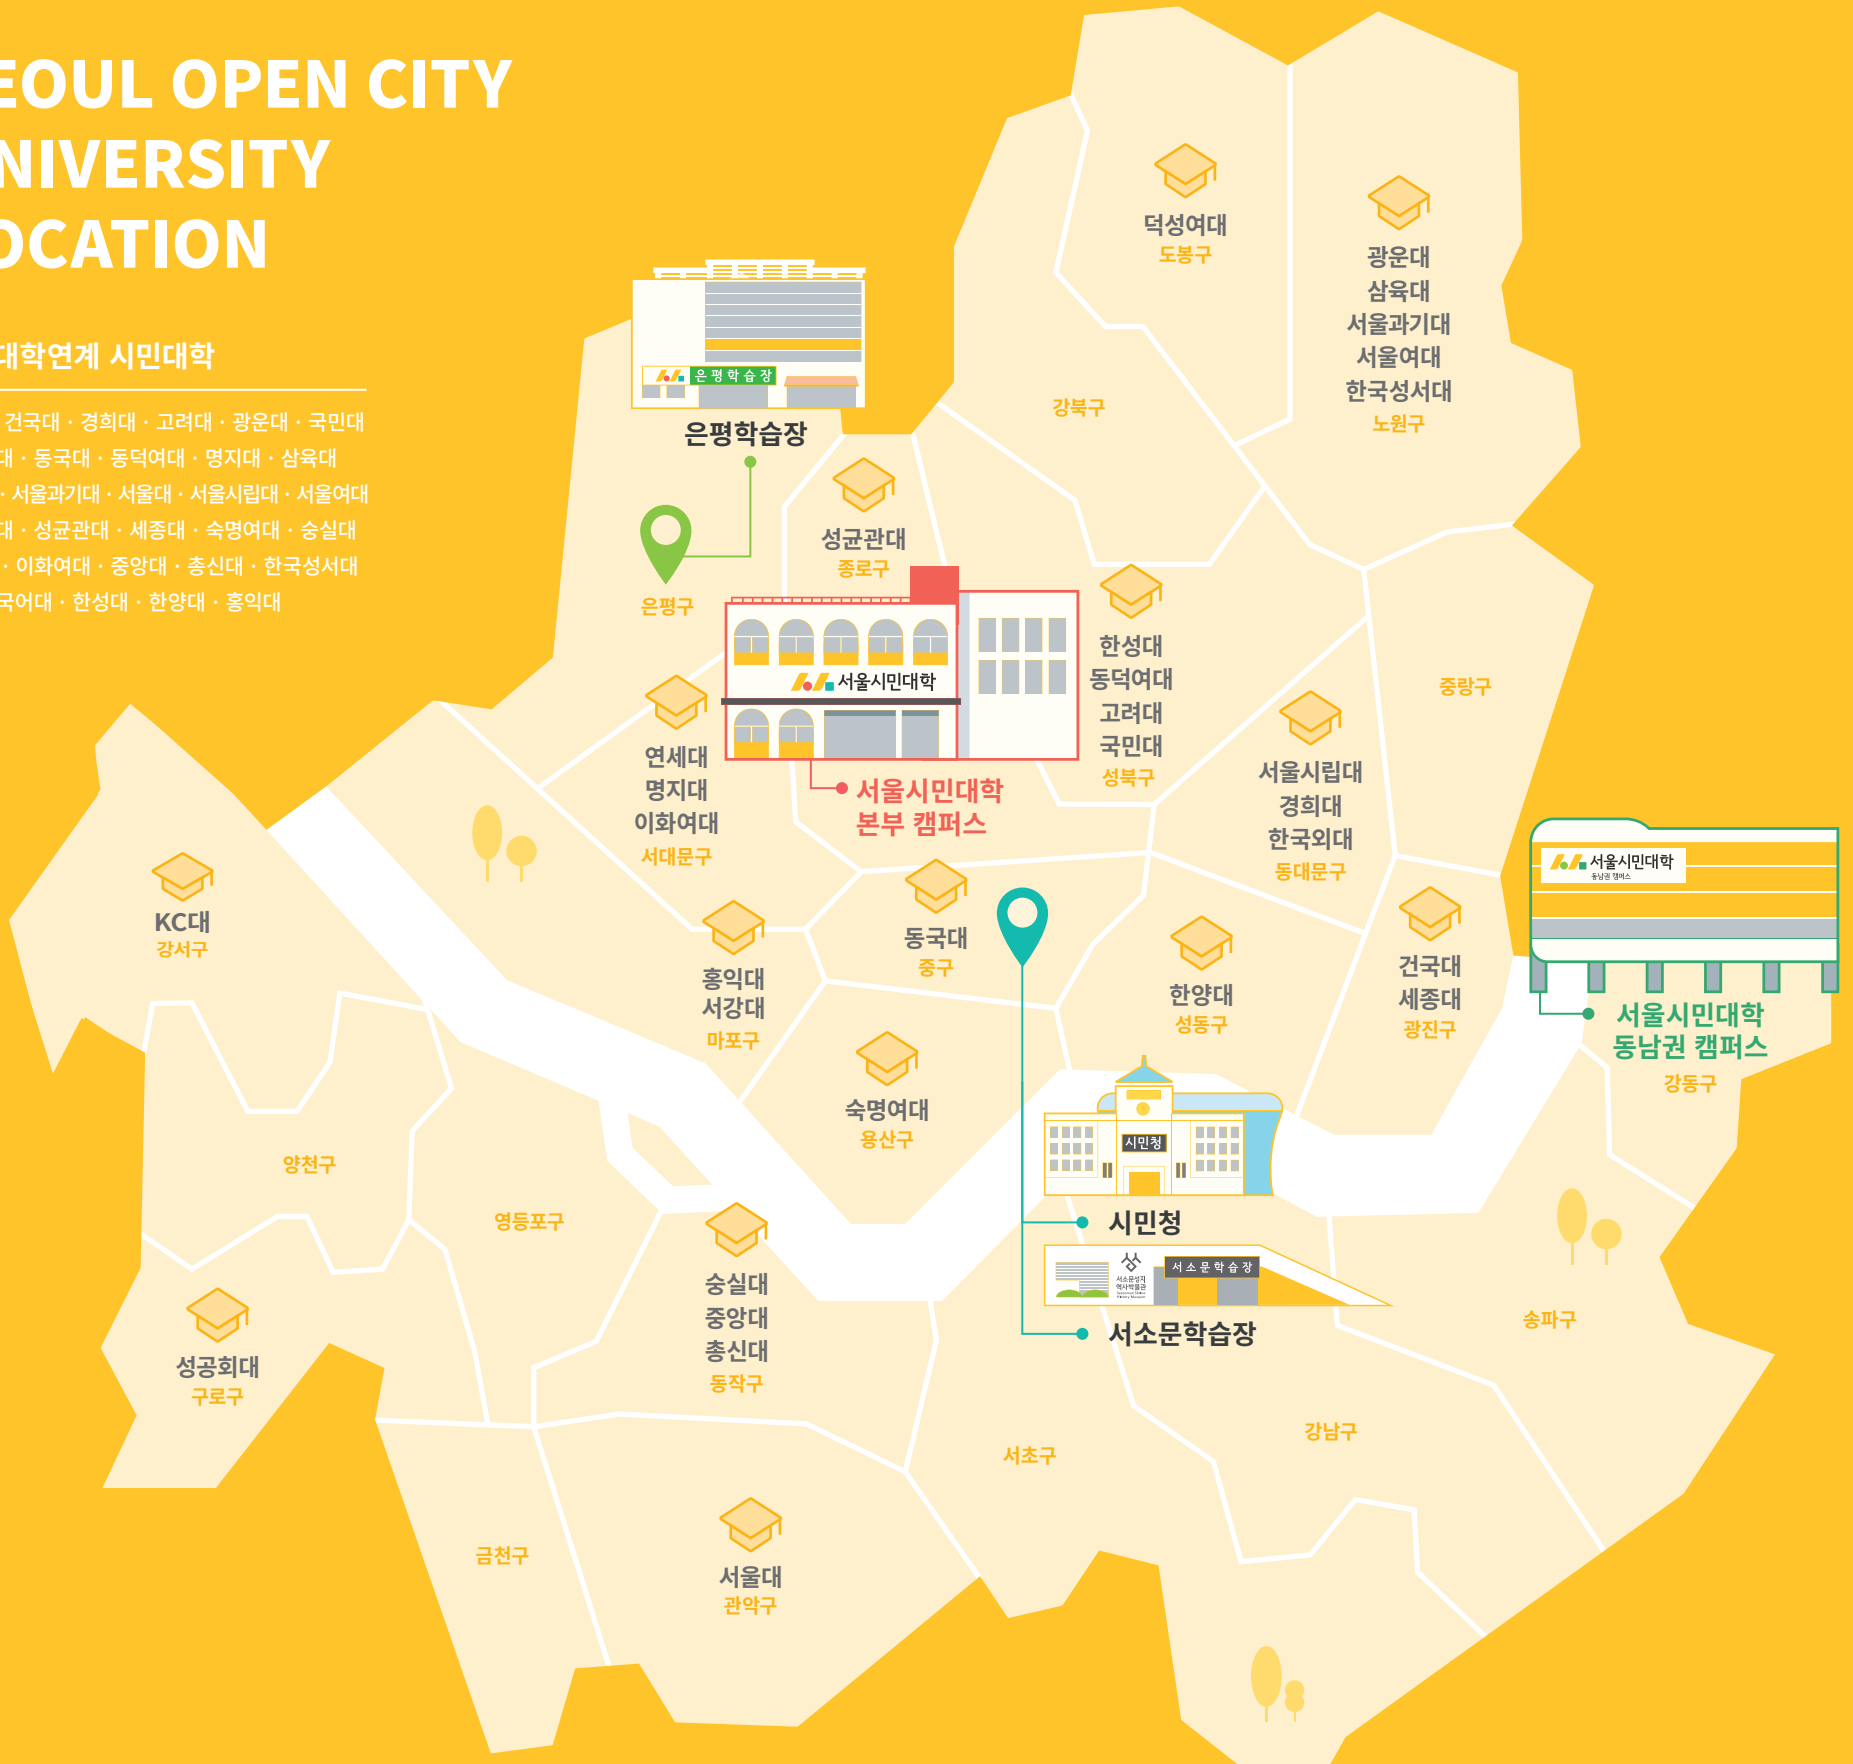 EOUL OPEN CITY
NIVERSITY
OCATION
대학연계 시민대학
건국대 · 경희대 · 고려대 · 광운대 · 국민대
대 · 동국대 · 동덕여대 · 명지대 · 삼육대
· 서울과기대 · 서울대 · 서울시립대 · 서울여대
대 · 성균관대 · 세종대 · 숙명여대 · 숭실대
· 이화여대 · 중앙대 · 총신대 · 한국성서대
국어대 · 한성대 · 한양대 · 홍익대
덕성여대
도봉구
광운대
삼육대
서울과기대
서울여대
한국성서대
노원구
강북구
은평학습장
은평학습장
은평구
성균관대
종로구
한성대
동덕여대
고려대
국민대
성북구
중랑구
서울시민대학
서울시민대학
본부 캠퍼스
연세대
명지대
이화여대
서대문구
서울시립대
경희대
한국외대
동대문구
KC대
강서구
홍익대
서강대
마포구
동국대
중구
한양대
성동구
건국대
세종대
광진구
서울시민대학
동남권 캠퍼스
서울시민대학
동남권 캠퍼스
강동구
숙명여대
용산구
시민청
시민청
양천구
영등포구
숭실대
중앙대
총신대
동작구
서소문성지
역사박물관
서소문학습장
서소문학습장
송파구
성공회대
구로구
강남구
서초구
금천구
서울대
관악구